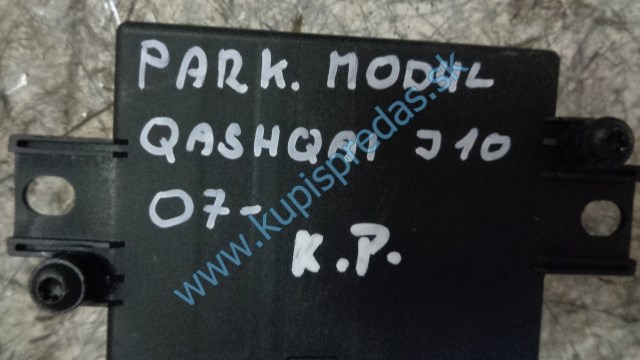 PARK. MODUL
QASHQAI J10
07-
K.P.
www.kupispredas.sk